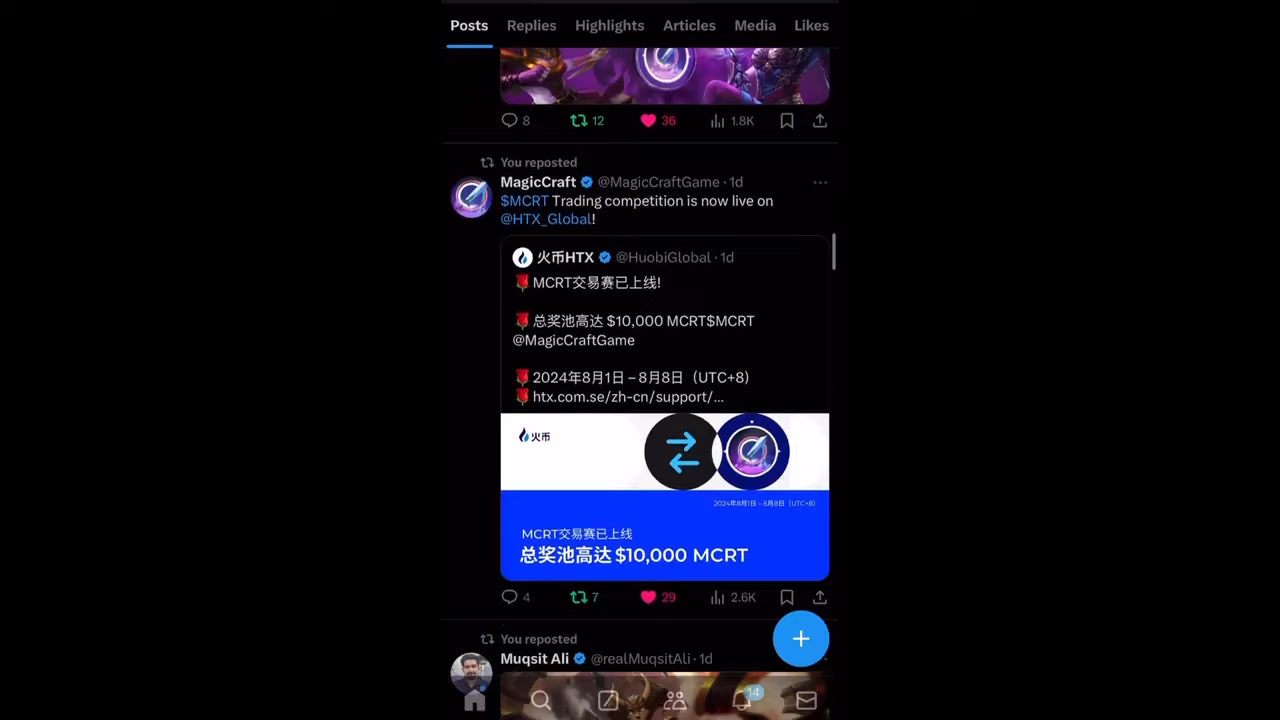 Posts Replies Highlights Articles Media Likes
8 12 36 1.8K
You reposted
MagicCraft @MagicCraftGame · 1d
$MCRT Trading competition is now live on
@HTX_Global!
火币HTX @HuobiGlobal · 1d
🌹MCRT交易赛已上线!
🌹总奖池高达 $10,000 MCRT$MCRT
@MagicCraftGame
🌹2024年8月1日 – 8月8日（UTC+8）
🌹htx.com.se/zh-cn/support/...
火币
2024年8月1日 – 8月8日（UTC+8）
MCRT交易赛已上线
总奖池高达 $10,000 MCRT
4 7 29 2.6K
You reposted
Muqsit Ali @realMuqsitAli · 1d
14